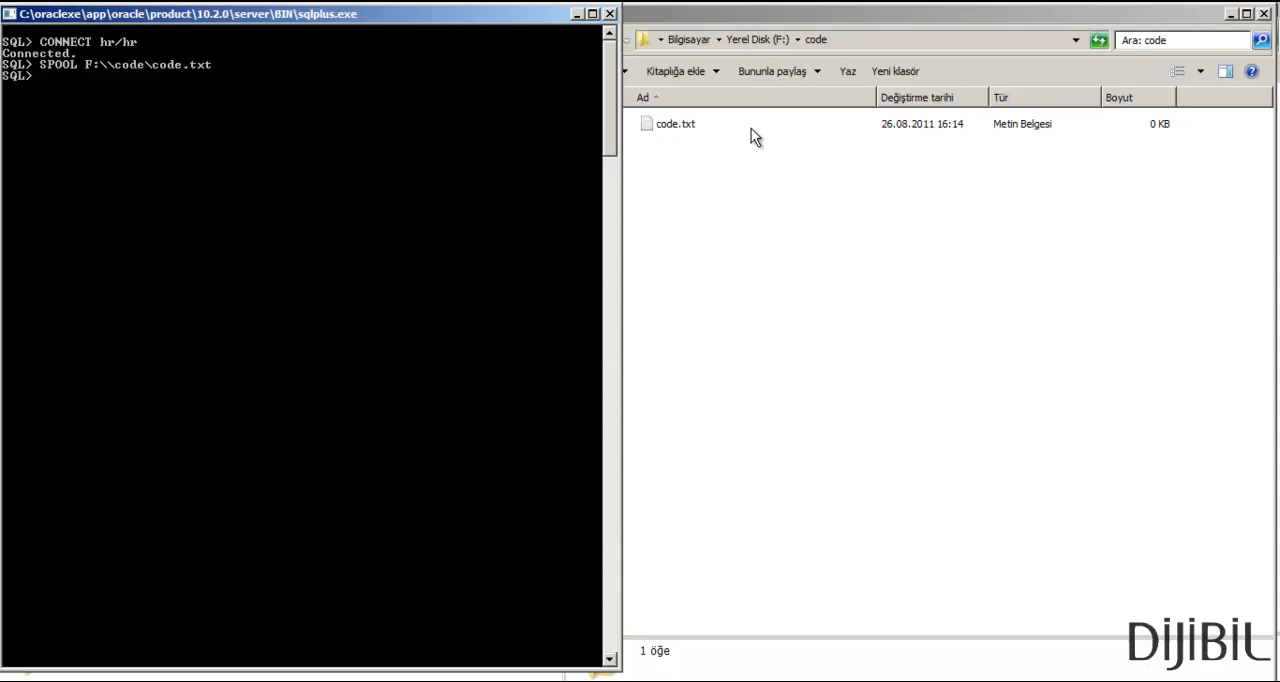 C:\oraclexe\app\oracle\product\10.2.0\server\BIN\sqlplus.exe
SQL> CONNECT hr/hr
Connected.
SQL> SPOOL F:\\code\code.txt
SQL>
Bilgisayar Yerel Disk (F:) code
Ara: code
Kitaplığa ekle Bununla paylaş Yaz Yeni klasör
Ad Değiştirme tarihi Tür Boyut
code.txt 26.08.2011 16:14 Metin Belgesi 0 KB
1 öğe
DiJiBiL